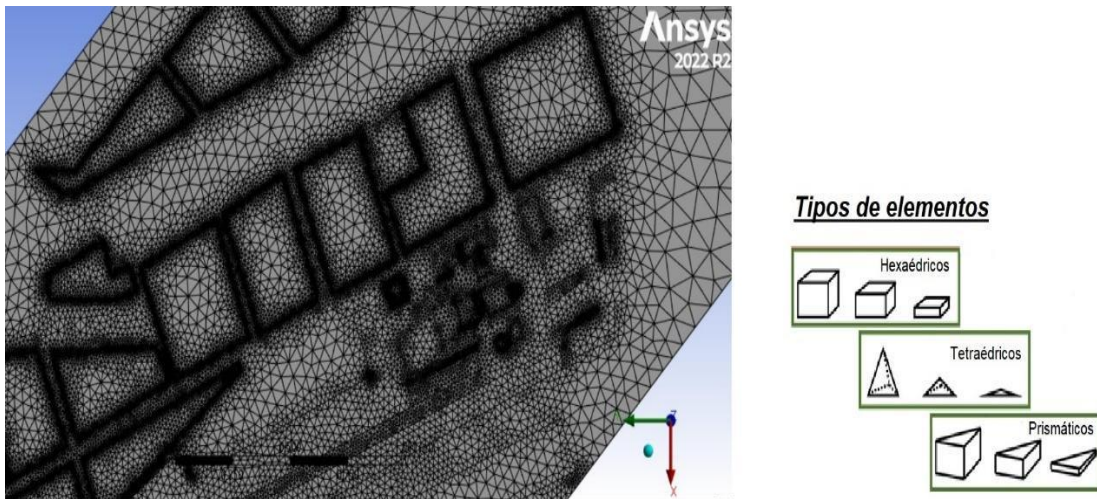 Ansys
2022 R2
Tipos de elementos
Hexaédricos
Tetraédricos
Prismáticos
X